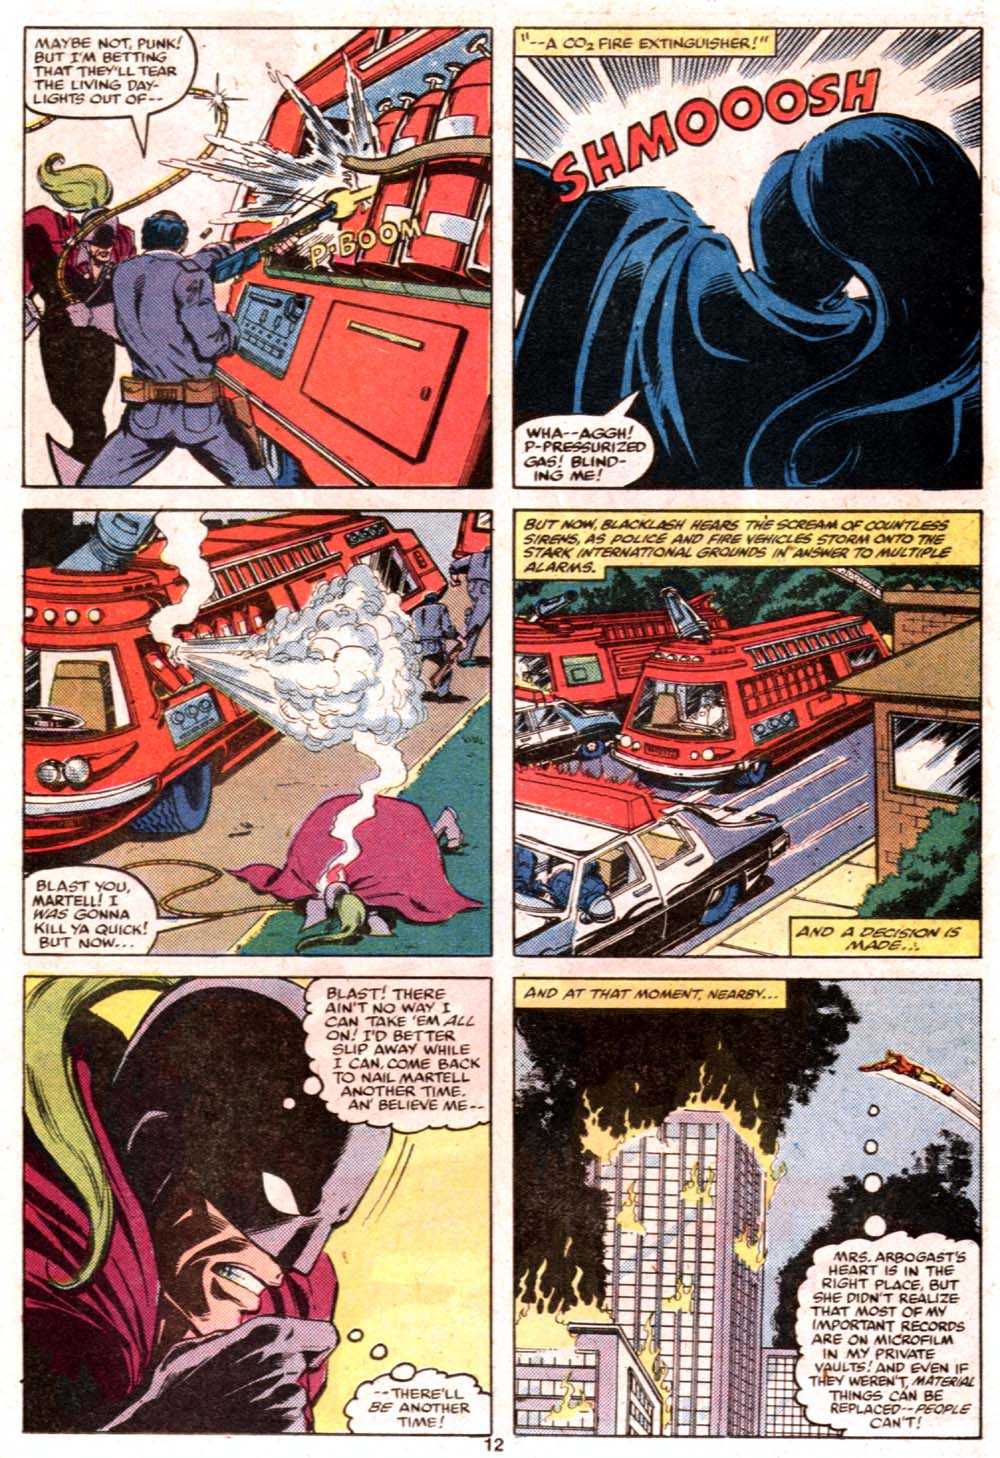 MAYBE NOT, PUNK!
BUT I'M BETTING
THAT THEY'LL TEAR
THE LIVING DAY-
LIGHTS OUT OF--
P-BOOM
"--A CO2 FIRE EXTINGUISHER!"
SHMOOOSH
WHA--AGGH!
P-PRESSURIZED
GAS! BLIND-
ING ME!
BLAST YOU,
MARTELL! I
WAS GONNA
KILL YA QUICK!
BUT NOW...
BUT NOW, BLACKLASH HEARS THE SCREAM OF COUNTLESS
SIRENS, AS POLICE AND FIRE VEHICLES STORM ONTO THE
STARK INTERNATIONAL GROUNDS IN ANSWER TO MULTIPLE
ALARMS.
AND A DECISION IS
MADE...
BLAST! THERE
AIN'T NO WAY I
CAN TAKE 'EM ALL
ON! I'D BETTER
SLIP AWAY WHILE
I CAN, COME BACK
TO NAIL MARTELL
ANOTHER TIME.
AN' BELIEVE ME--
--THERE'LL
BE ANOTHER
TIME!
AND AT THAT MOMENT, NEARBY...
MRS. ARBOGAST'S
HEART IS IN THE
RIGHT PLACE, BUT
SHE DIDN'T REALIZE
THAT MOST OF MY
IMPORTANT RECORDS
ARE ON MICROFILM
IN MY PRIVATE
VAULTS! AND EVEN IF
THEY WEREN'T, MATERIAL
THINGS CAN BE
REPLACED--PEOPLE
CAN'T!
12